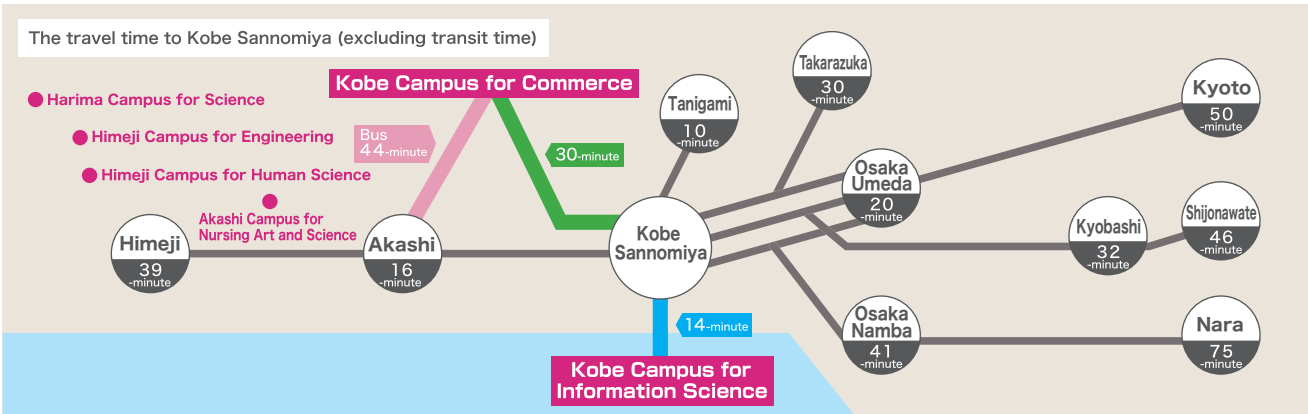 The travel time to Kobe Sannomiya (excluding transit time)
Kobe Campus for Commerce
Harima Campus for Science
Himeji Campus for Engineering
Himeji Campus for Human Science
Akashi Campus for
Nursing Art and Science
Bus
44-minute
30-minute
Himeji
39
-minute
Akashi
16
-minute
Kobe
Sannomiya
14-minute
Kobe Campus for
Information Science
Tanigami
10
-minute
Takarazuka
30
-minute
Osaka
Umeda
20
-minute
Kyoto
50
-minute
Kyobashi
32
-minute
Shijonawate
46
-minute
Osaka
Namba
41
-minute
Nara
75
-minute